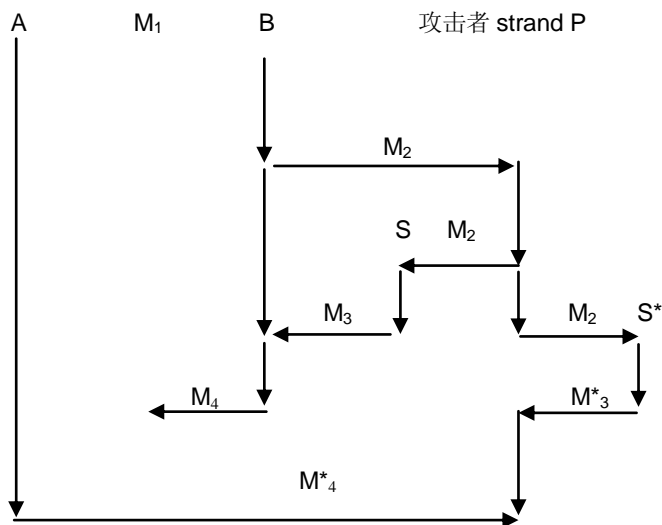 A M₁ B 攻击者 strand P
M₂
S M₂
M₃ M₂ S*
M₄ M*₃
M*₄